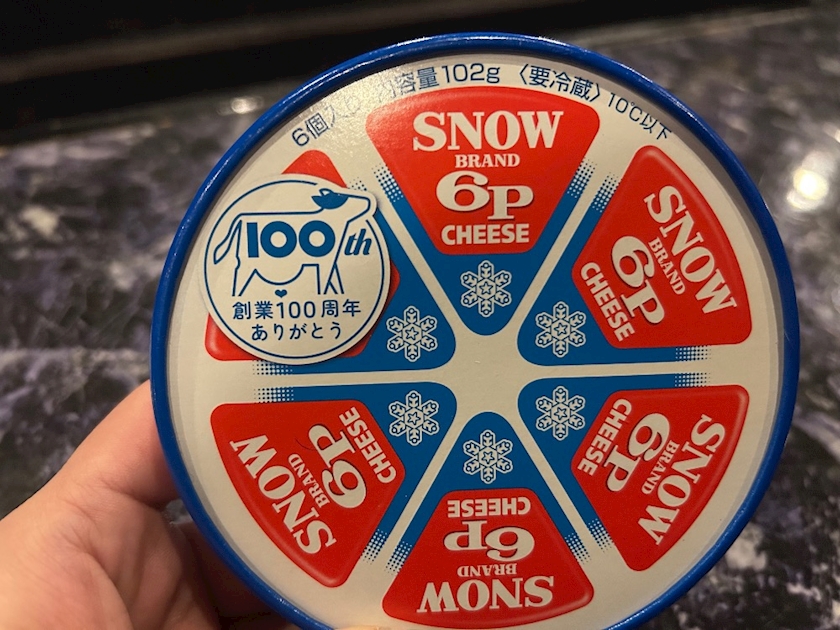 6個入り 内容量102g 〈要冷蔵〉10℃以下
SNOW
BRAND
6P
CHEESE
SNOW
BRAND
6P
CHEESE
SNOW
BRAND
6P
CHEESE
SNOW
BRAND
6P
CHEESE
SNOW
BRAND
6P
CHEESE
100th
創業100周年
ありがとう